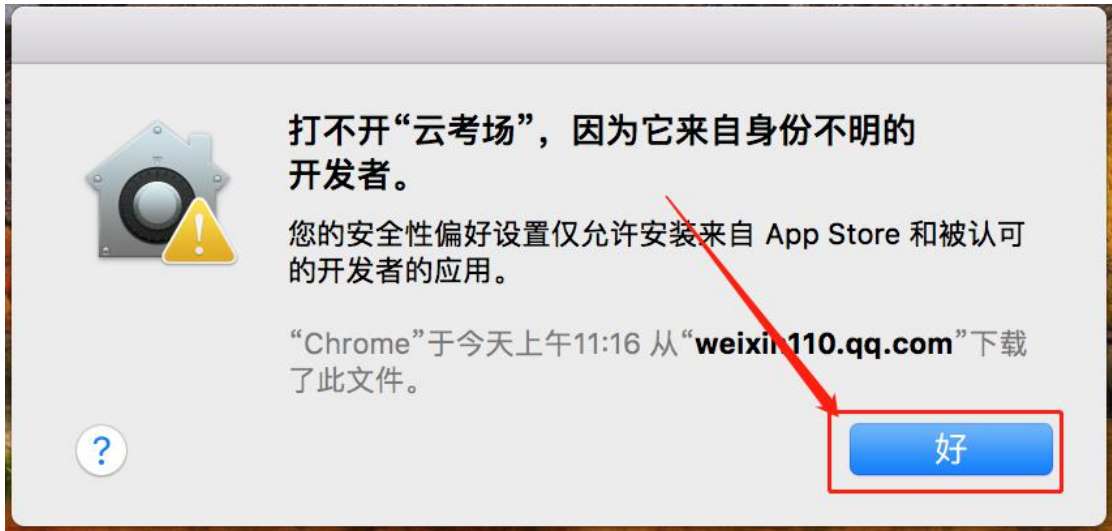 打不开“云考场”，因为它来自身份不明的
开发者。
您的安全性偏好设置仅允许安装来自 App Store 和被认可
的开发者的应用。
“Chrome”于今天上午11:16 从“weixin110.qq.com”下载
了此文件。
?
好